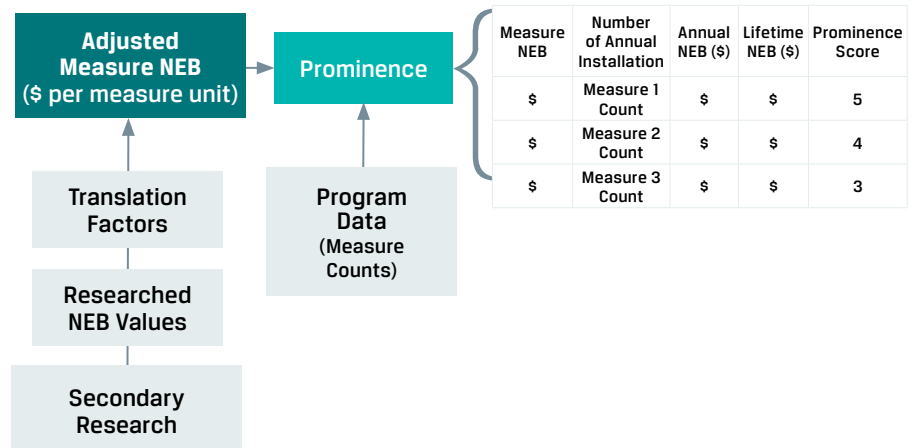 Adjusted
Measure NEB
($ per measure unit)
Prominence
Translation
Factors
Researched
NEB Values
Secondary
Research
Program
Data
(Measure
Counts)
Measure
NEB
Number
of Annual
Installation
Annual
NEB ($)
Lifetime
NEB ($)
Prominence
Score
$
Measure 1
Count
$
$
5
$
Measure 2
Count
$
$
4
$
Measure 3
Count
$
$
3